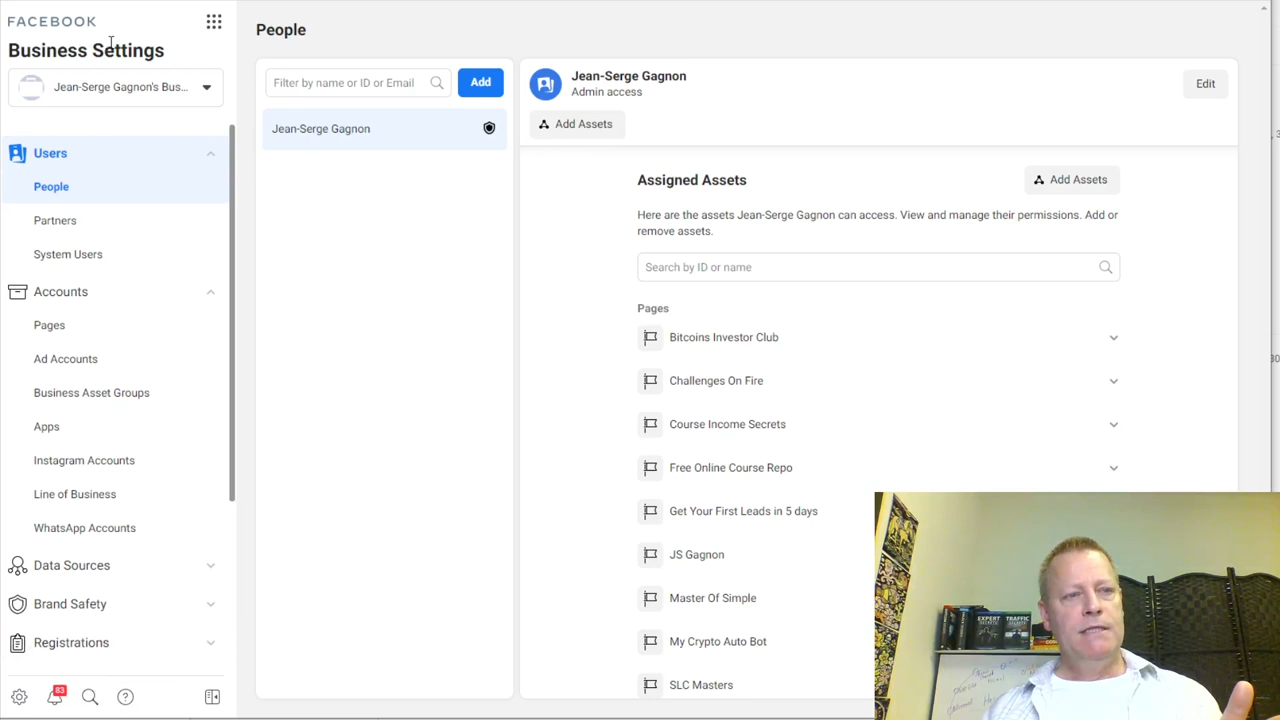 FACEBOOK
Business Settings
Jean-Serge Gagnon's Bus...
Users
People
Partners
System Users
Accounts
Pages
Ad Accounts
Business Asset Groups
Apps
Instagram Accounts
Line of Business
WhatsApp Accounts
Data Sources
Brand Safety
Registrations
83
People
Filter by name or ID or Email
Add
Jean-Serge Gagnon
Jean-Serge Gagnon
Admin access
Edit
Add Assets
Assigned Assets
Add Assets
Here are the assets Jean-Serge Gagnon can access. View and manage their permissions. Add or
remove assets.
Search by ID or name
Pages
Bitcoins Investor Club
Challenges On Fire
Course Income Secrets
Free Online Course Repo
Get Your First Leads in 5 days
JS Gagnon
Master Of Simple
My Crypto Auto Bot
SLC Masters
EXPERT
SECRETS
TRAFFIC
SECRETS